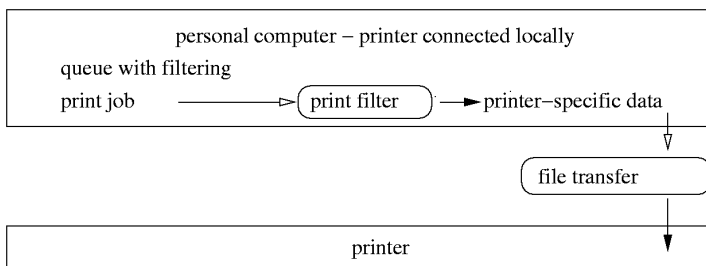 personal computer – printer connected locally
queue with filtering
print job
print filter
printer–specific data
file transfer
printer